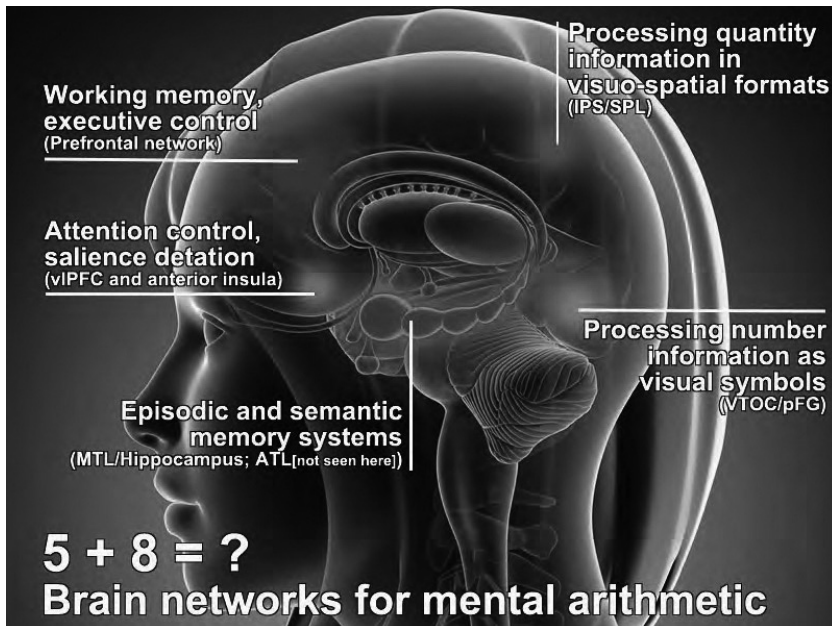 Processing quantity
information in
visuo-spatial formats
(IPS/SPL)
Working memory,
executive control
(Prefrontal network)
Attention control,
salience detation
(vlPFC and anterior insula)
Processing number
information as
visual symbols
(VTOC/pFG)
Episodic and semantic
memory systems
(MTL/Hippocampus; ATL[not seen here])
5 + 8 = ?
Brain networks for mental arithmetic